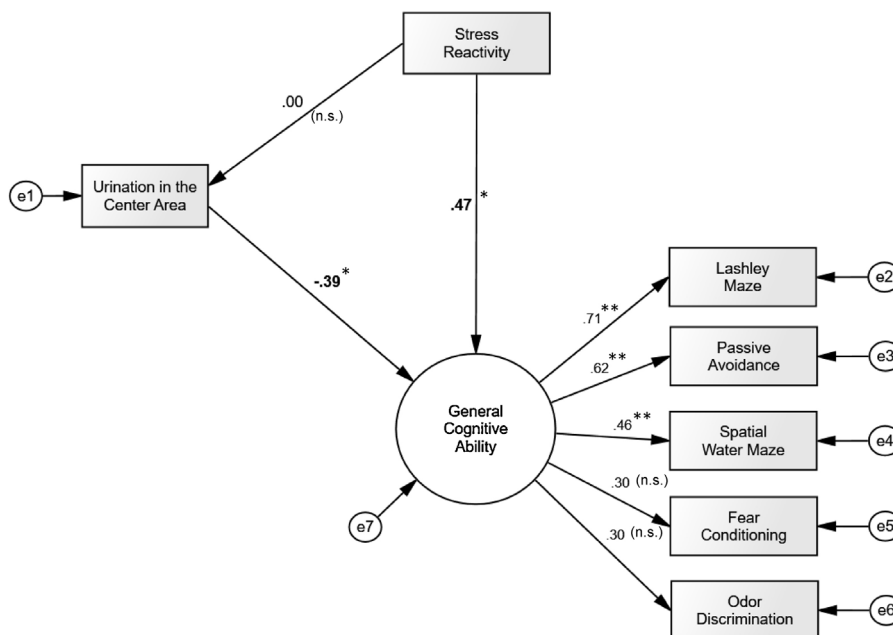 Stress
Reactivity
.00
(n.s.)
e1
Urination in the
Center Area
.47 *
-.39*
Lashley
Maze
e2
.71**
Passive
Avoidance
e3
.62**
General
Cognitive
Ability
.46**
Spatial
Water Maze
e4
.30 (n.s.)
Fear
Conditioning
e5
e7
.30 (n.s.)
Odor
Discrimination
e6